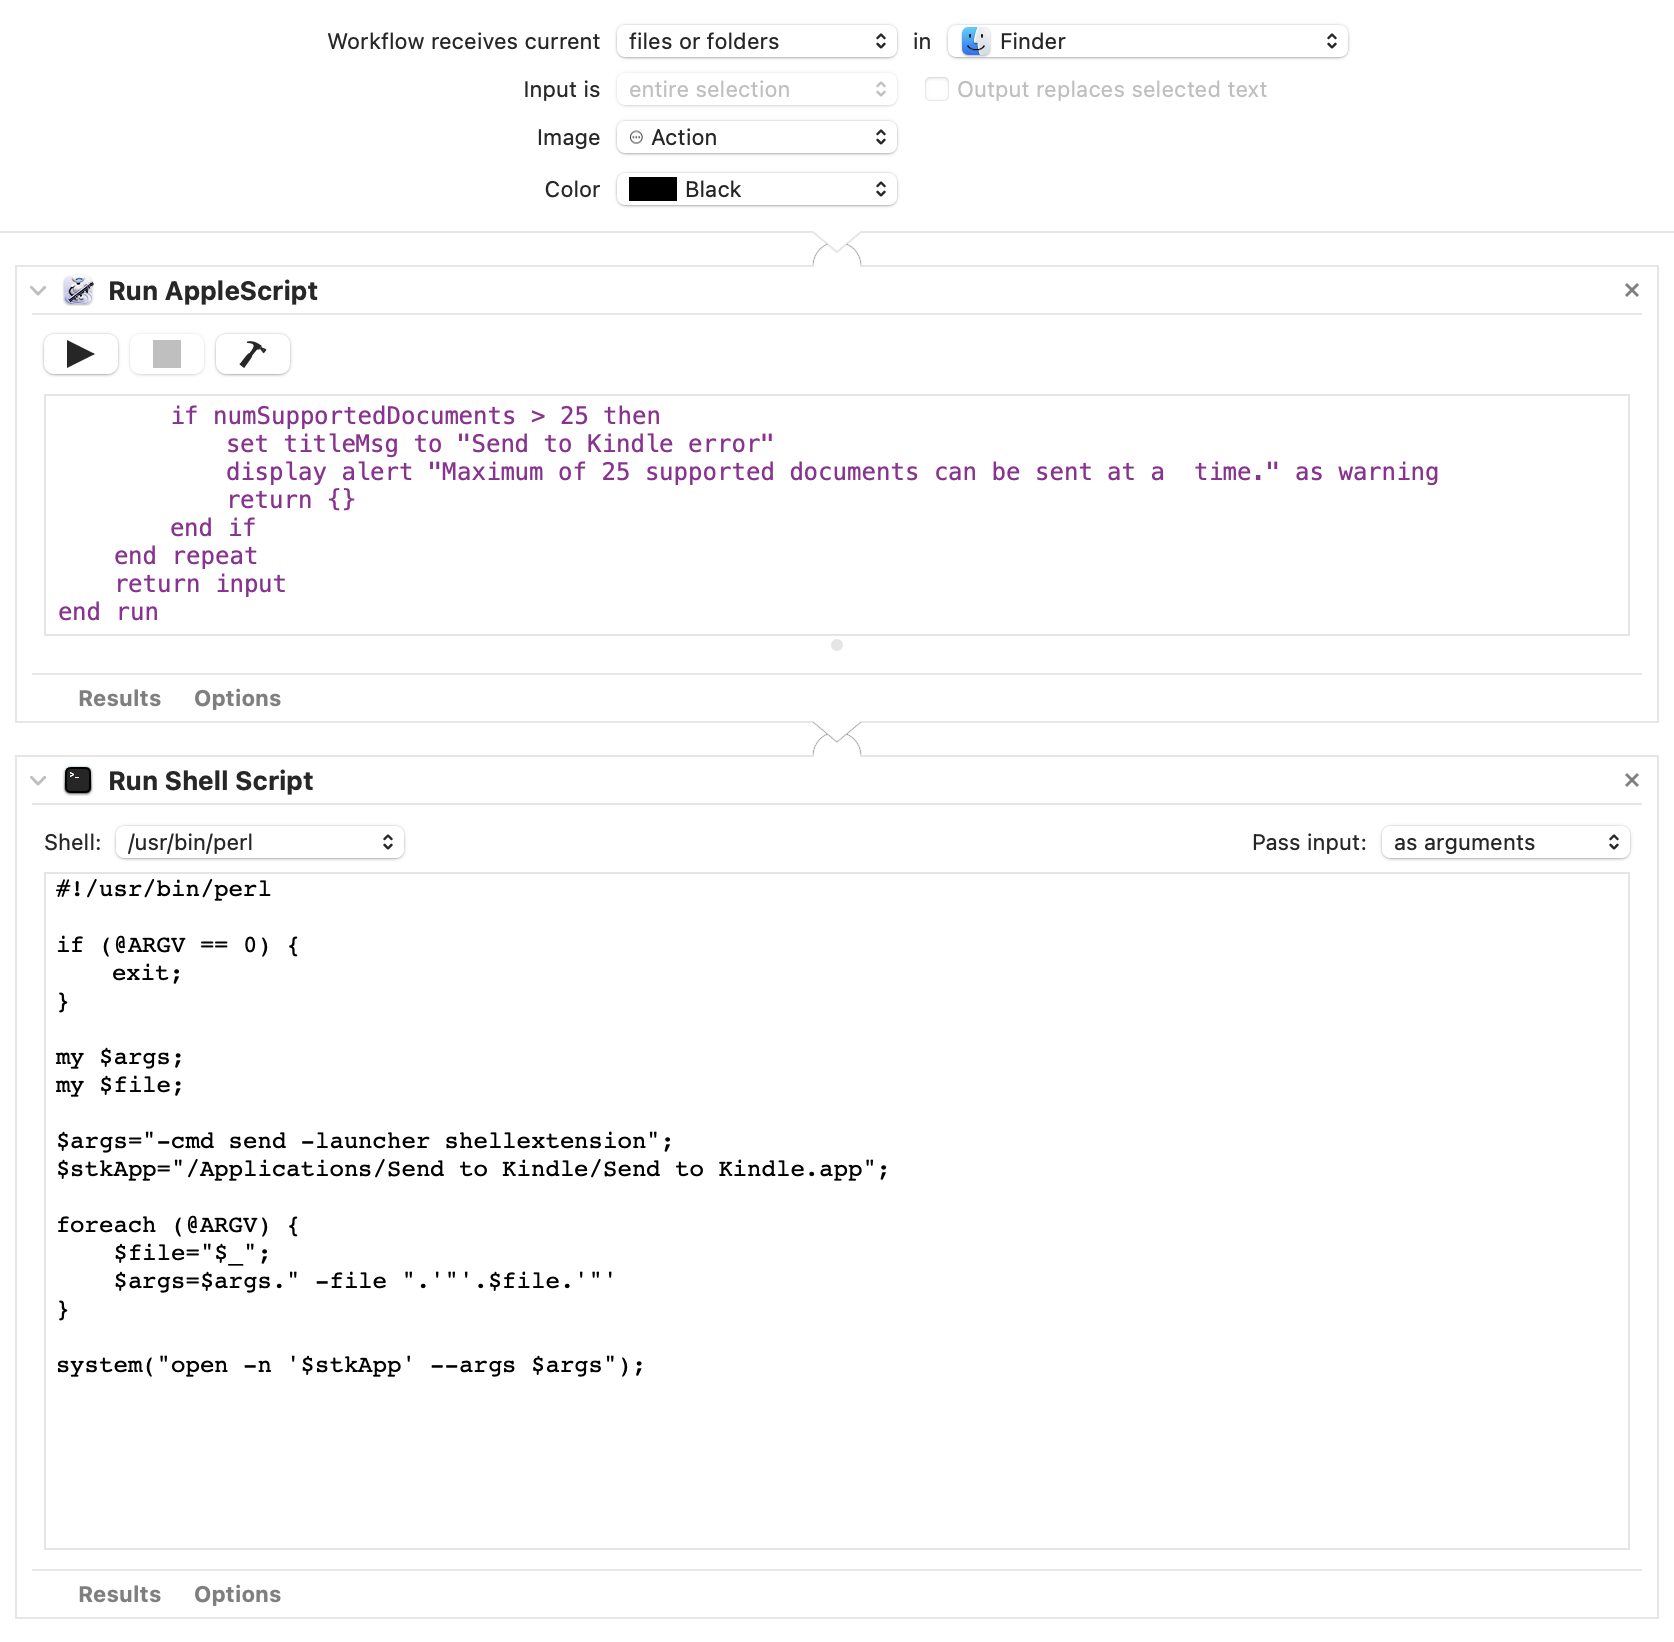 Workflow receives current files or folders in Finder
Input is entire selection Output replaces selected text
Image Action
Color Black
Run AppleScript
if numSupportedDocuments > 25 then
set titleMsg to "Send to Kindle error"
display alert "Maximum of 25 supported documents can be sent at a  time." as warning
return {}
end if
end repeat
return input
end run
Results Options
Run Shell Script
Shell: /usr/bin/perl Pass input: as arguments
#!/usr/bin/perl
if (@ARGV == 0) {
exit;
}
my $args;
my $file;
$args="-cmd send -launcher shellextension";
$stkApp="/Applications/Send to Kindle/Send to Kindle.app";
foreach (@ARGV) {
$file="$_";
$args=$args." -file ".'"'.$file.'"'
}
system("open -n '$stkApp' --args $args");
Results Options